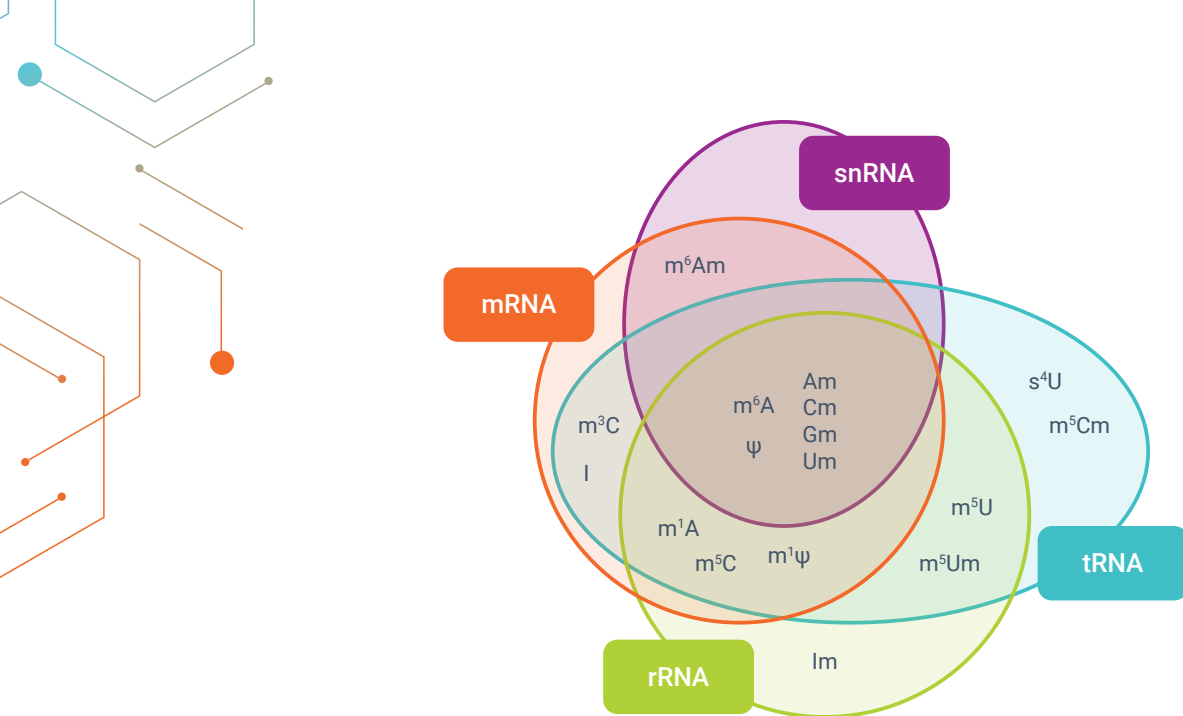 snRNA
m⁶Am
mRNA
s⁴U
m⁵Cm
m³C
I
m⁶A
ψ
Am
Cm
Gm
Um
m⁵U
m⁵Um
m¹A
m⁵C
m¹ψ
tRNA
Im
rRNA